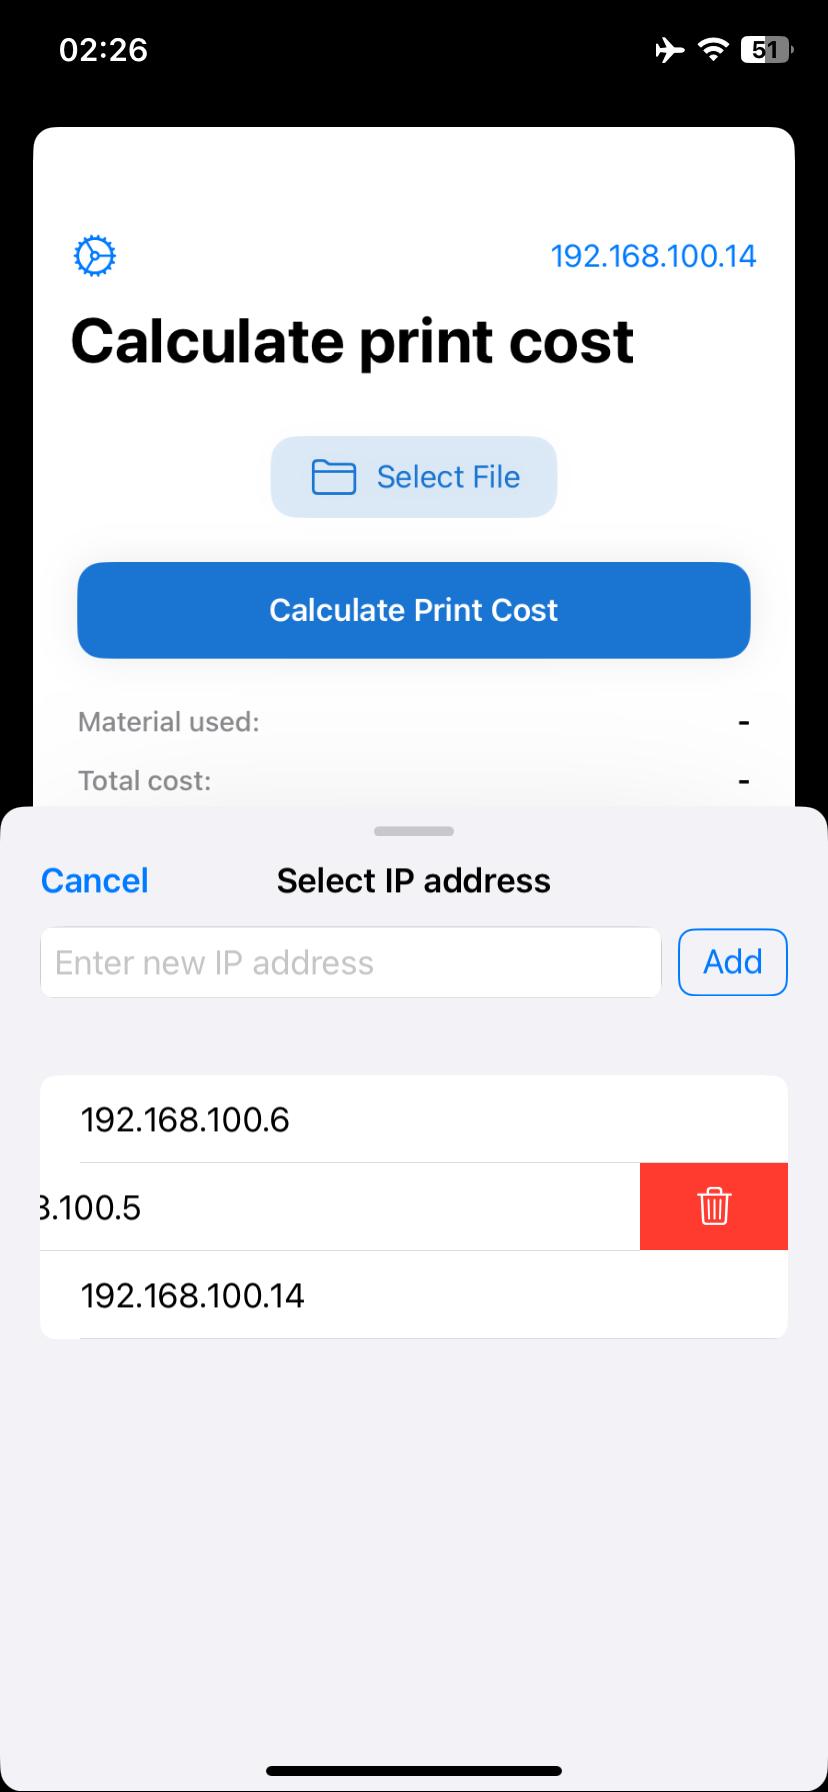 02:26
51
192.168.100.14
Calculate print cost
Select File
Calculate Print Cost
Material used: -
Total cost: -
Cancel Select IP address
Enter new IP address Add
192.168.100.6
8.100.5
192.168.100.14